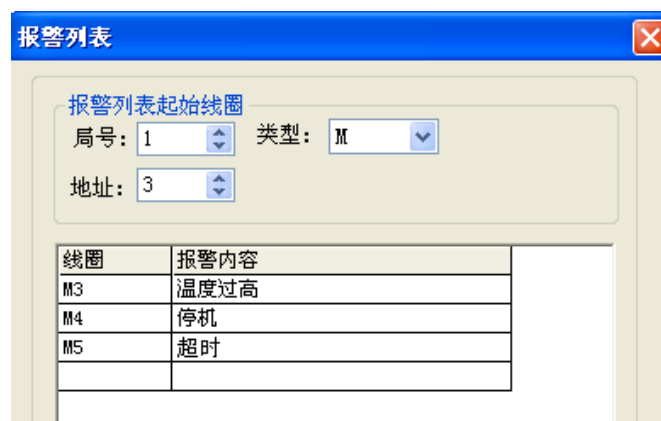 报警列表
报警列表起始线圈
局号: 1 类型: M
地址: 3
线圈 报警内容
M3 温度过高
M4 停机
M5 超时